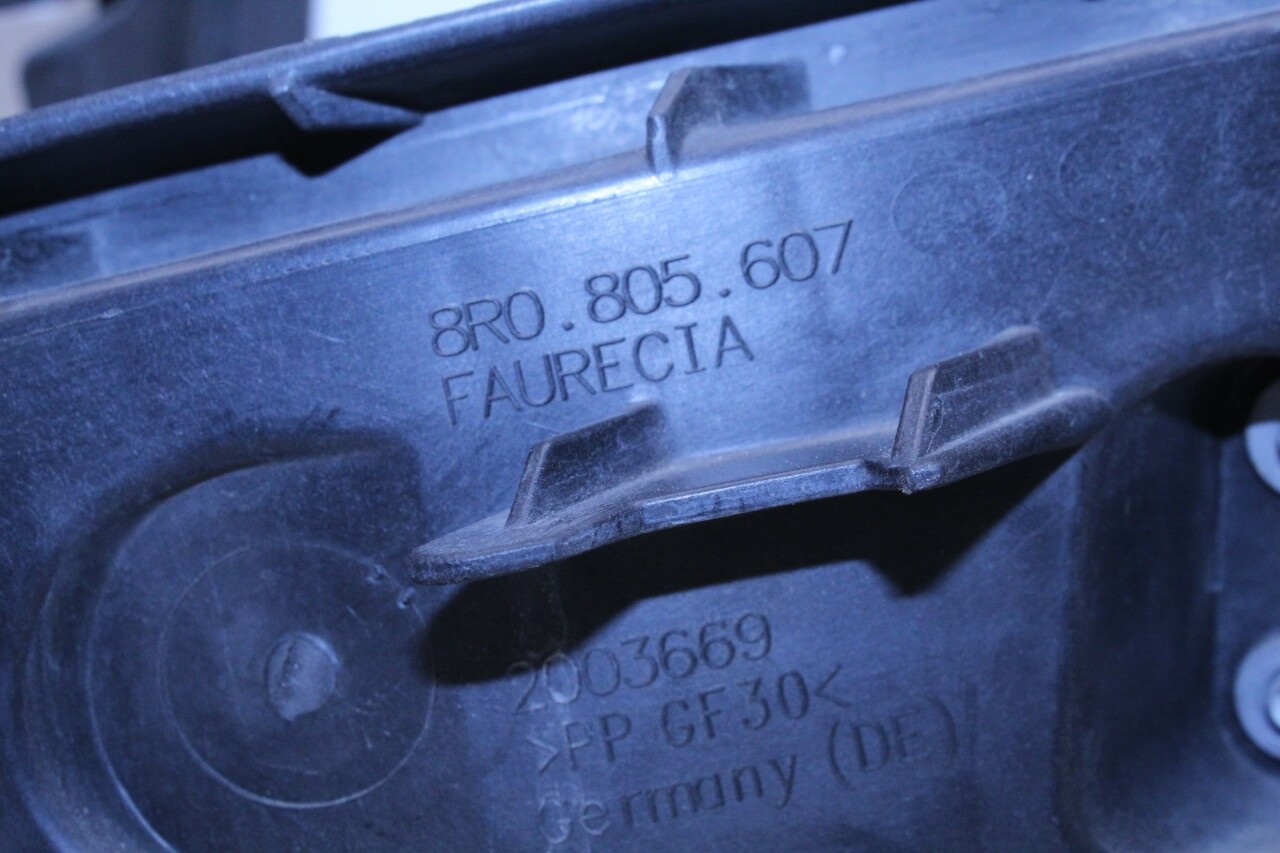 8R0.805.607
FAURECIA
2003669
>PP GF30<
Germany (DE)